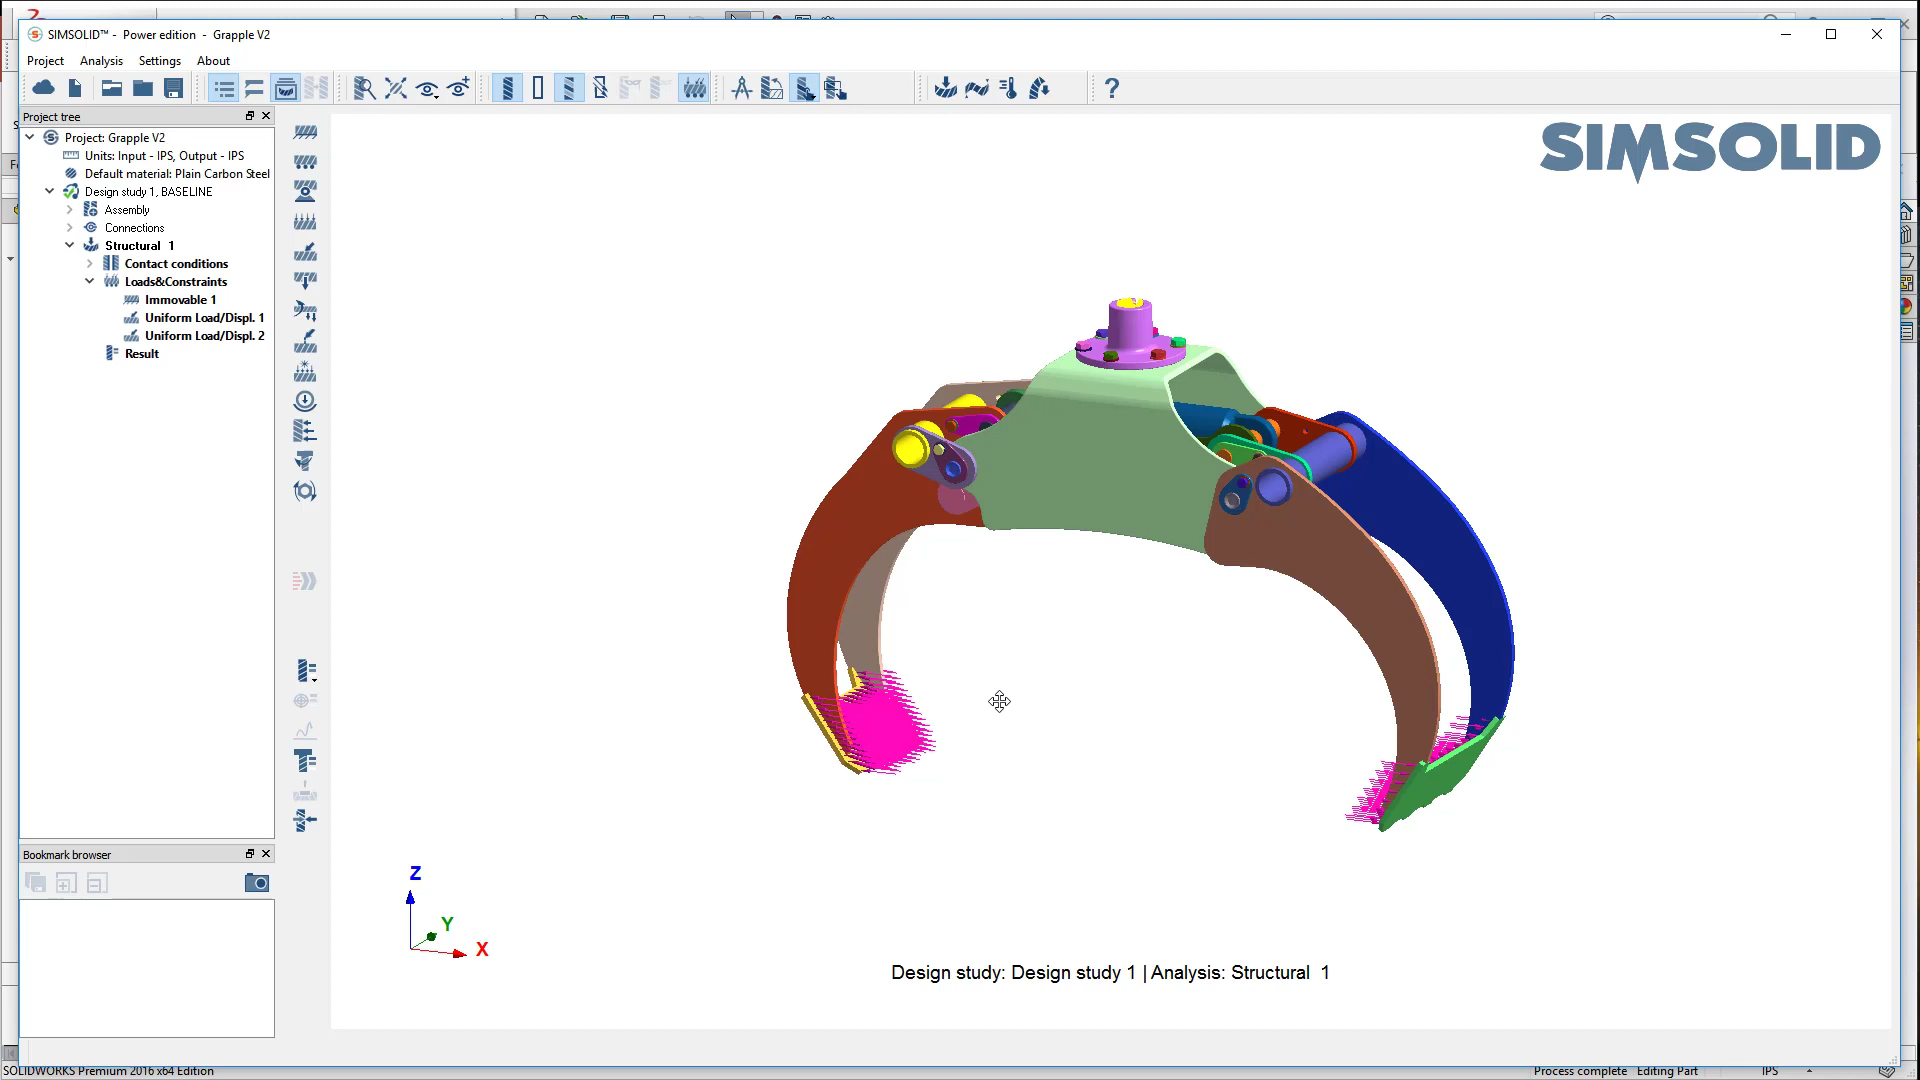 SIMSOLID™ - Power edition - Grapple V2
Project Analysis Settings About
Project tree
Project: Grapple V2
Units: Input - IPS, Output - IPS
Default material: Plain Carbon Steel
Design study 1, BASELINE
Assembly
Connections
Structural 1
Contact conditions
Loads&Constraints
Immovable 1
Uniform Load/Displ. 1
Uniform Load/Displ. 2
Result
SIMSOLID
Bookmark browser
Z
Y
X
Design study: Design study 1 | Analysis: Structural 1
SOLIDWORKS Premium 2016 x64 Edition
Process complete Editing Part IPS